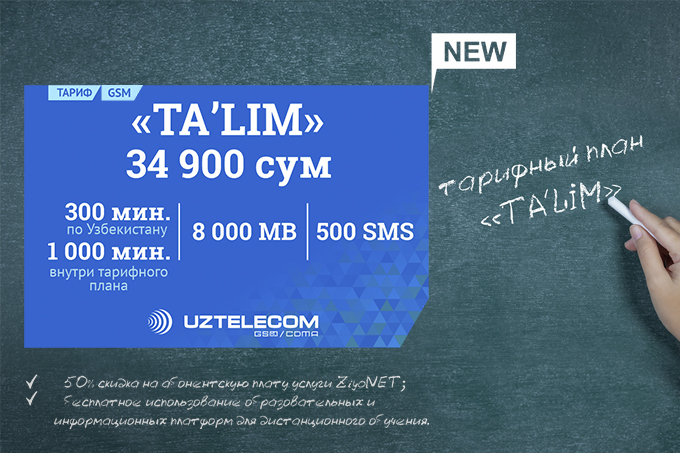 NEW
ТАРИФ GSM
«TA’LIM»
34 900 сум
300 мин.
по Узбекистану
1 000 мин.
внутри тарифного
плана
8 000 MB
500 SMS
UZTELECOM
GSM/CDMA
тарифный план
«TA'LiM»
50% скидка на абонентскую плату услуги ZiyoNET;
бесплатное использование образовательных и
информационных платформ для дистанционного обучения.